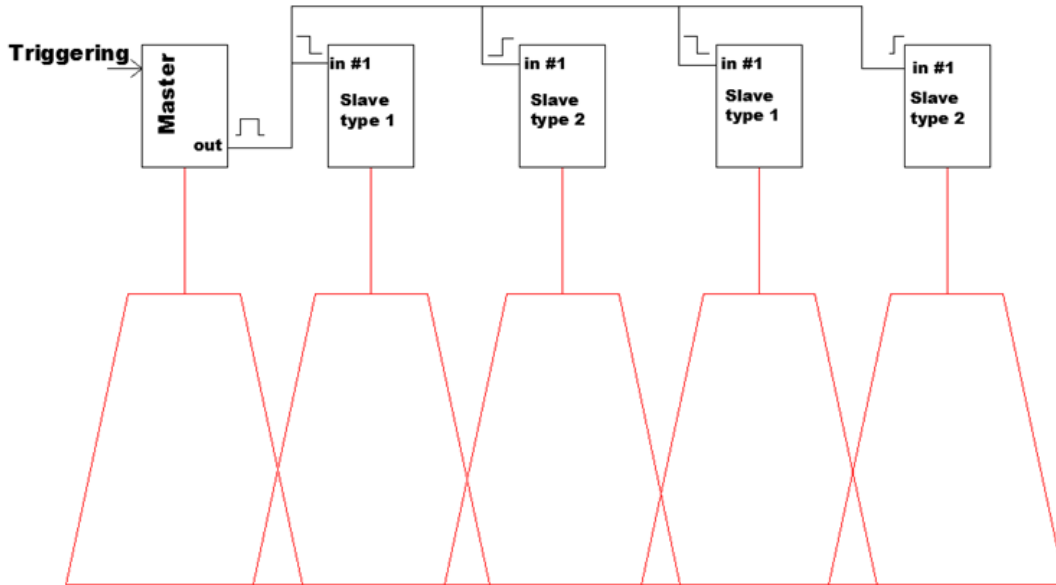 Triggering
Master
out
in #1
Slave
type 1
in #1
Slave
type 2
in #1
Slave
type 1
in #1
Slave
type 2